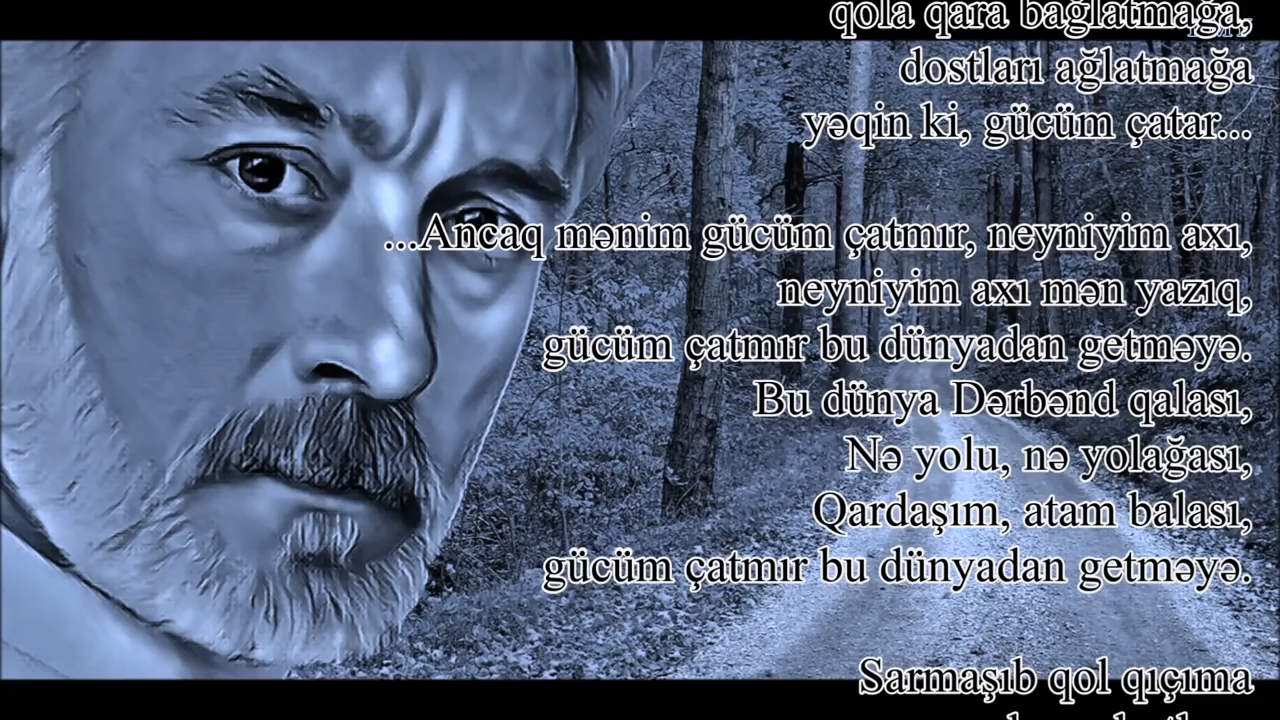 qola qara bağlatmağa,
dostları ağlatmağa
yəqin ki, gücüm çatar...
...Ancaq mənim gücüm çatmır, neyniyim axı,
neyniyim axı mən yazıq,
gücüm çatmır bu dünyadan getməyə.
Bu dünya Dərbənd qalası,
Nə yolu, nə yolağası,
Qardaşım, atam balası,
gücüm çatmır bu dünyadan getməyə.
Sarmaşıb qol qıçıma